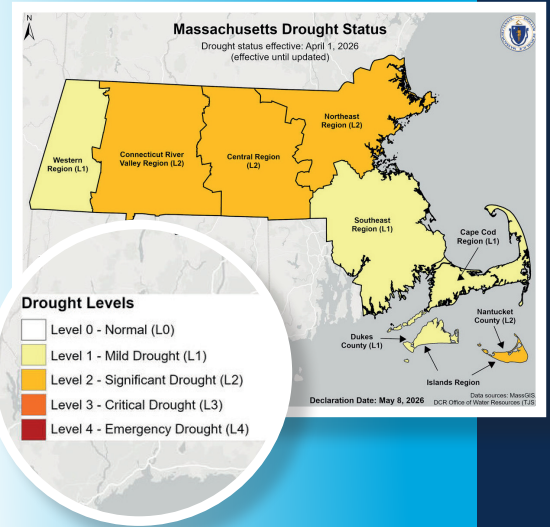 Massachusetts Drought Status
Drought status effective: April 1, 2026
(effective until updated)
N
Western
Region (L1)
Connecticut River
Valley Region (L2)
Central Region
(L2)
Northeast
Region (L2)
Southeast
Region (L1)
Cape Cod
Region (L1)
Nantucket
County (L2)
Dukes
County (L1)
Islands Region
Declaration Date: May 8, 2026
Data sources: MassGIS
DCR Office of Water Resources (TJS
Drought Levels
Level 0 - Normal (L0)
Level 1 - Mild Drought (L1)
Level 2 - Significant Drought (L2)
Level 3 - Critical Drought (L3)
Level 4 - Emergency Drought (L4)